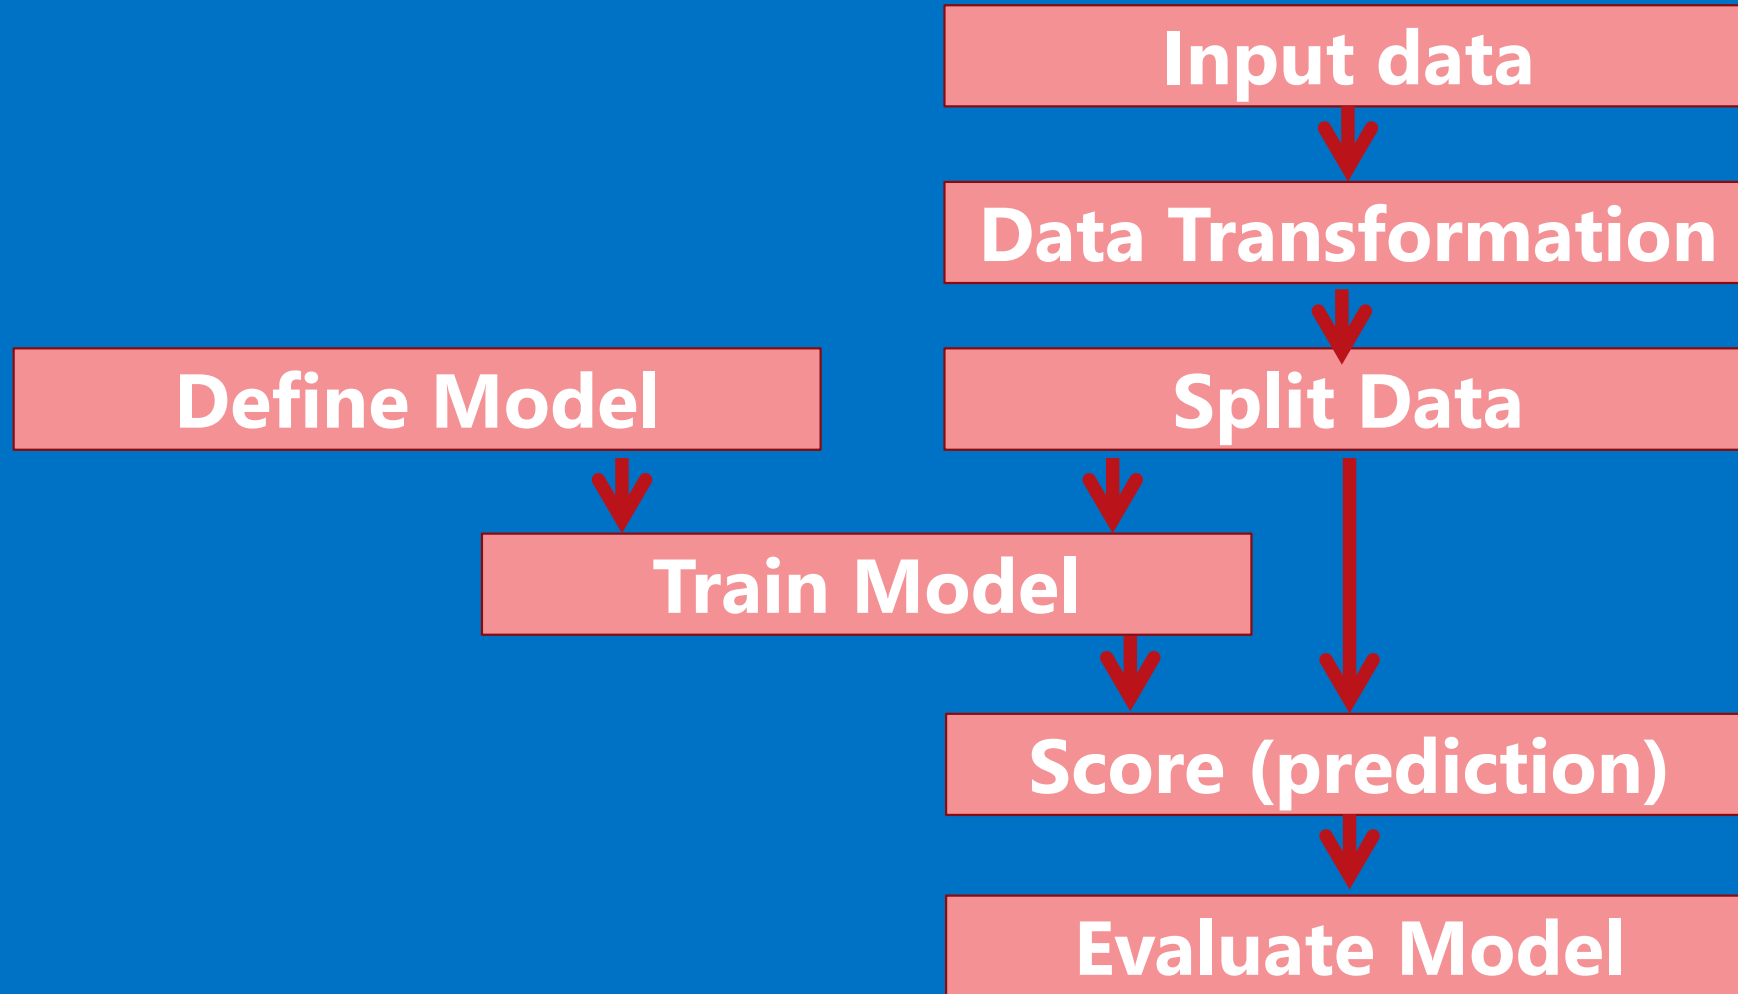 Input data
Data Transformation
Define Model
Split Data
Train Model
Score (prediction)
Evaluate Model